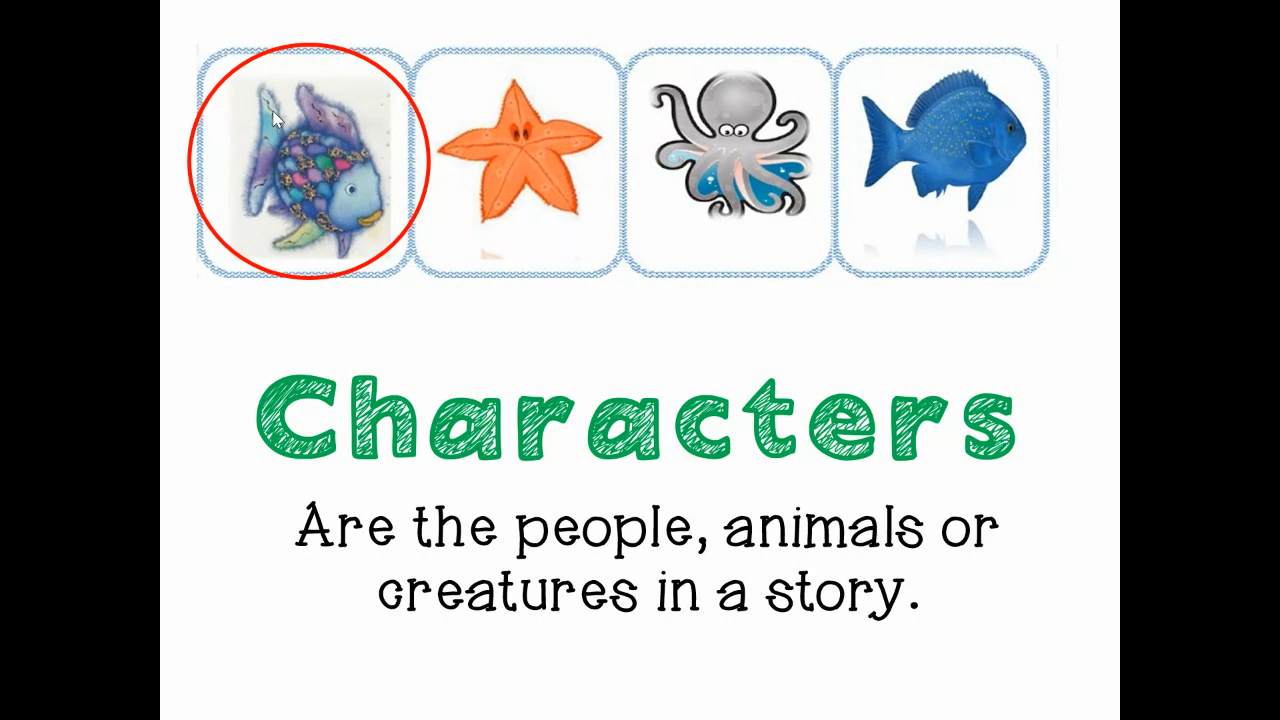 Characters
Are the people, animals or
creatures in a story.